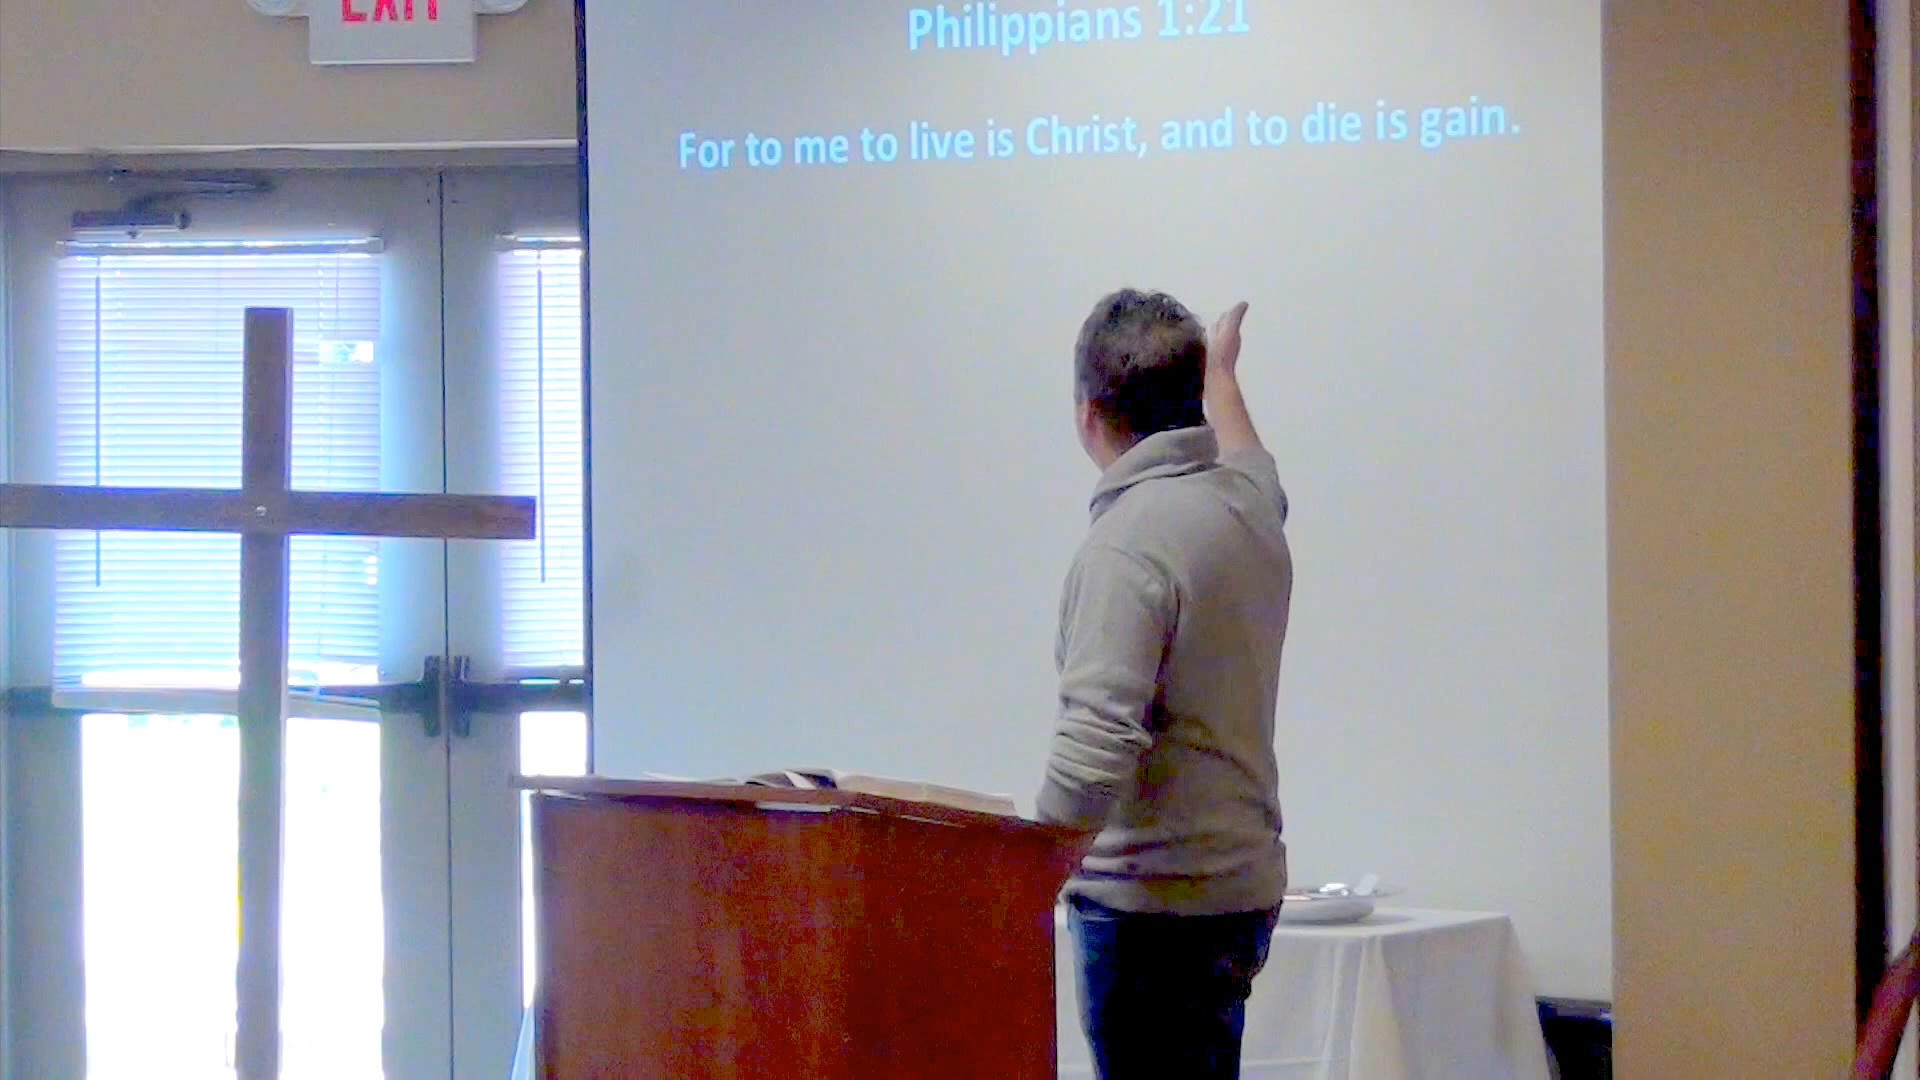 EXIT
Philippians 1:21
For to me to live is Christ, and to die is gain.